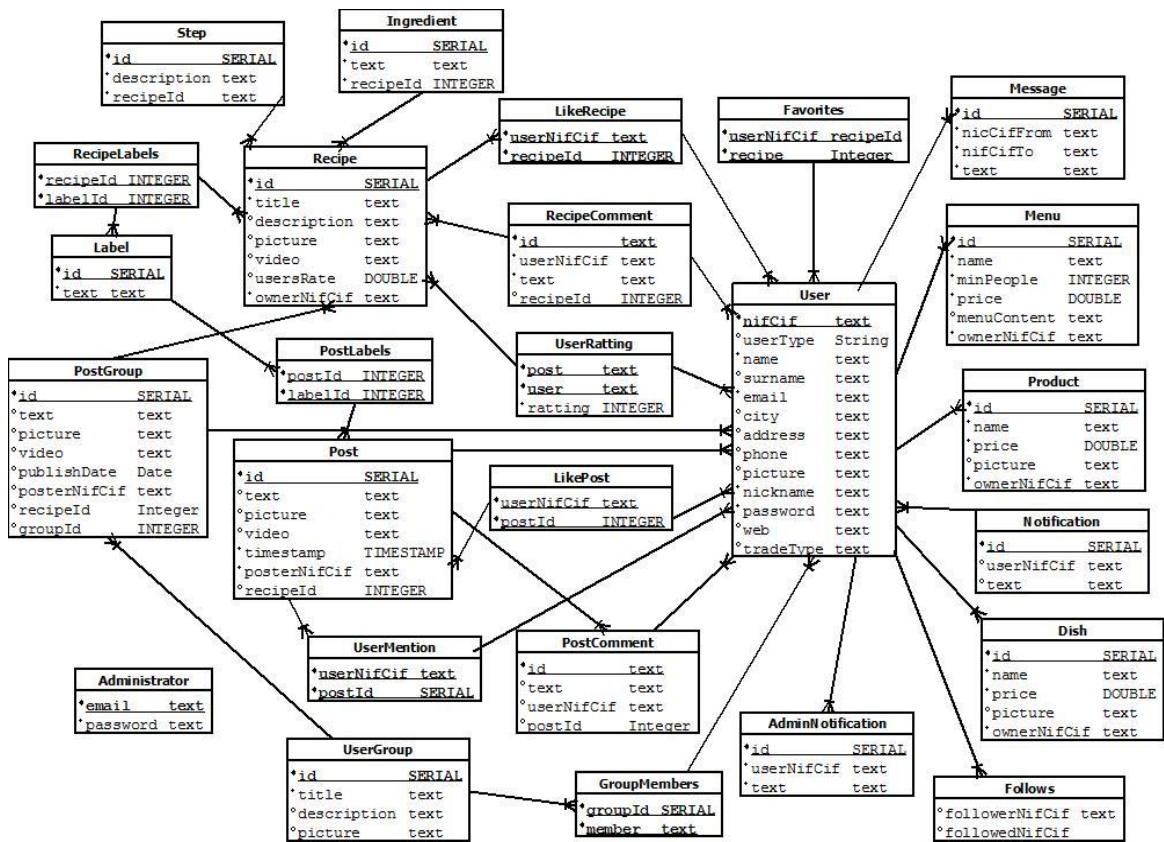 Step
id SERIAL
description text
recipeId text
Ingredient
id SERIAL
text text
recipeId INTEGER
LikeRecipe
userNifCif text
recipeId INTEGER
Favorites
userNifCif recipeId
recipe Integer
Message
id SERIAL
nicCifFrom text
nifCifTo text
text text
RecipeLabels
recipeId INTEGER
labelId INTEGER
Recipe
id SERIAL
title text
description text
picture text
video text
usersRate DOUBLE
ownerNifCif text
RecipeComment
id text
userNifCif text
text text
recipeId INTEGER
Menu
id SERIAL
name text
minPeople INTEGER
price DOUBLE
menuContent text
ownerNifCif text
Label
id SERIAL
text text
User
nifCif text
userType String
name text
surname text
email text
city text
address text
phone text
picture text
nickname text
password text
web text
tradeType text
PostLabels
postId INTEGER
labelId INTEGER
UserRatting
post text
user text
ratting INTEGER
PostGroup
id SERIAL
text text
picture text
video text
publishDate Date
posterNifCif text
recipeId Integer
groupId INTEGER
Product
id SERIAL
name text
price DOUBLE
picture text
ownerNifCif text
Post
id SERIAL
text text
picture text
video text
timestamp TIMESTAMP
posterNifCif text
recipeId INTEGER
LikePost
userNifCif text
postId INTEGER
Notification
id SERIAL
userNifCif text
text text
UserMention
userNifCif text
postId SERIAL
PostComment
id text
text text
userNifCif text
postId Integer
Dish
id SERIAL
name text
price DOUBLE
picture text
ownerNifCif text
Administrator
email text
password text
AdminNotification
id SERIAL
userNifCif text
text text
UserGroup
id SERIAL
title text
description text
picture text
GroupMembers
groupId SERIAL
member text
Follows
followerNifCif text
followedNifCif